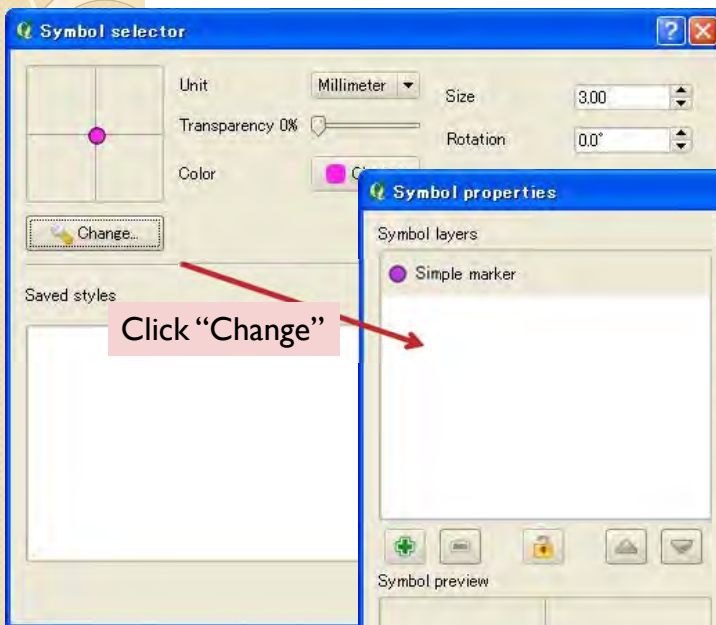 Symbol selector
Unit
Millimeter
Size
3.00
Transparency 0%
Rotation
0.0°
Color
Change...
Saved styles
Click “Change”
Symbol properties
Symbol layers
Simple marker
Symbol preview